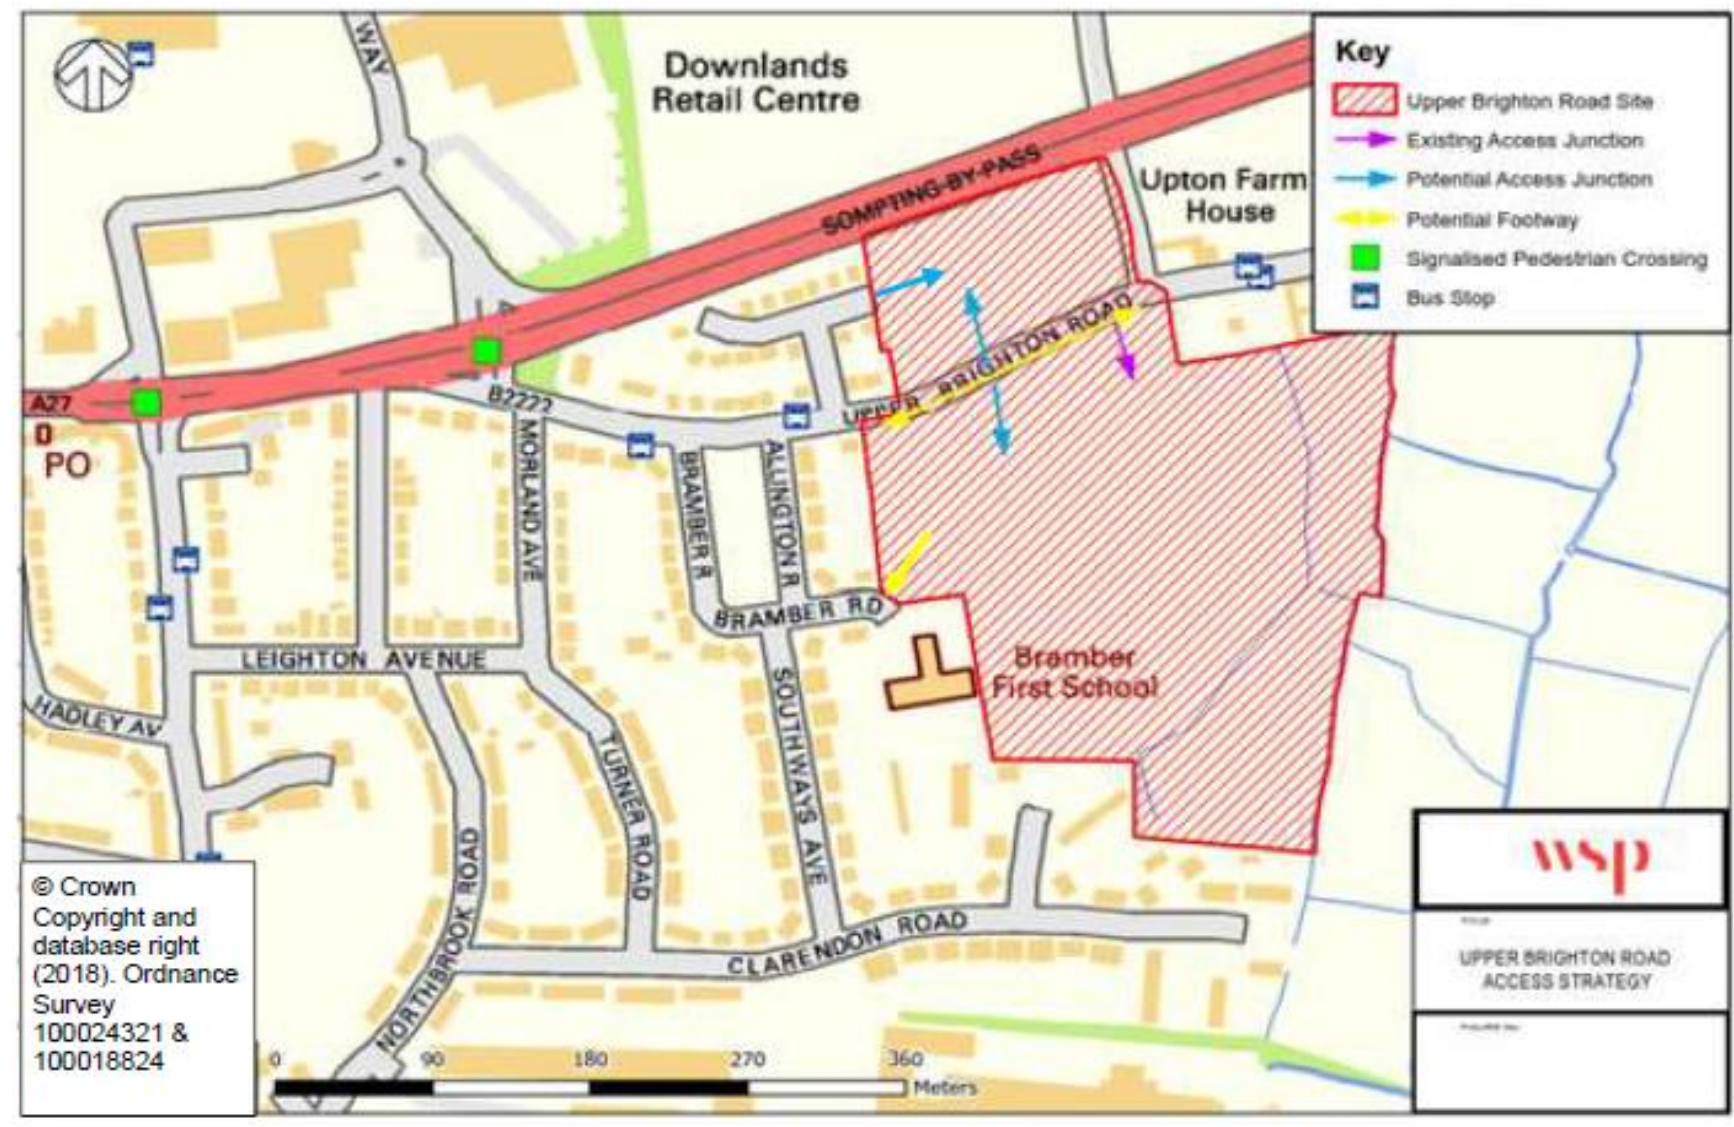 WAY
Downlands
Retail Centre
SOMPTING BY-PASS
Upton Farm
House
Key
Upper Brighton Road Site
Existing Access Junction
Potential Access Junction
Potential Footway
Signalised Pedestrian Crossing
Bus Stop
A27
PO
B2222
UPPER BRIGHTON ROAD
MORLAND AVE
BRAMBER R
ALLINGTON R
BRAMBER RD
LEIGHTON AVENUE
HADLEY AV
Bramber
First School
TURNER ROAD
SOUTHWAYS AVE
NORTHBROOK ROAD
CLARENDON ROAD
© Crown
Copyright and
database right
(2018). Ordnance
Survey
100024321 &
100018824
0 90 180 270 360
Meters
wsp
TITLE
UPPER BRIGHTON ROAD
ACCESS STRATEGY